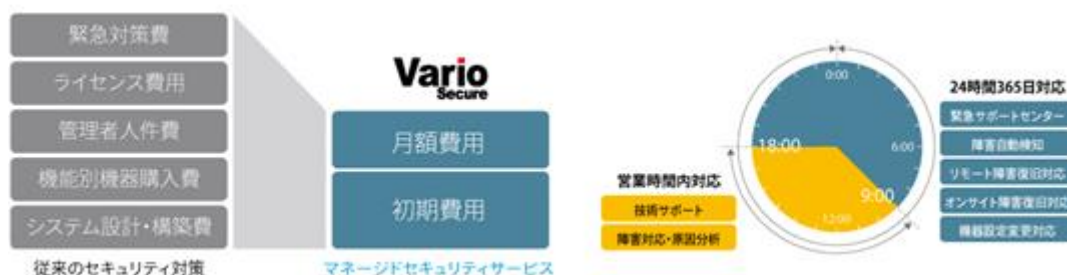 緊急対策費
ライセンス費用
管理者人件費
機能別機器購入費
システム設計・構築費
従来のセキュリティ対策
Vario
Secure
月額費用
初期費用
マネージドセキュリティサービス
営業時間内対応
技術サポート
障害対応・原因分析
0:00
6:00
9:00
12:00
18:00
24時間365日対応
緊急サポートセンター
障害自動検知
リモート障害復旧対応
オンサイト障害復旧対応
機器設定変更対応